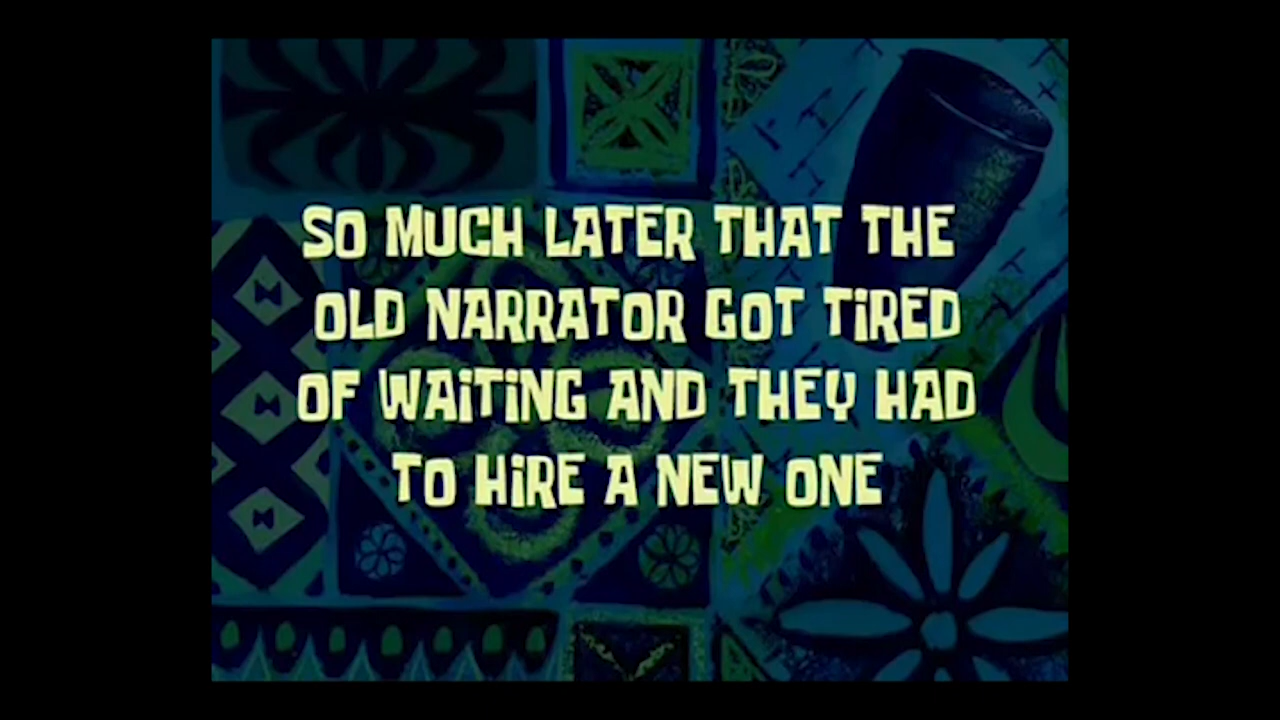 SO MUCH LATER THAT THE
OLD NARRATOR GOT TiRED
OF WAiTiNG AND THEY HAD
TO HiRE A NEW ONE